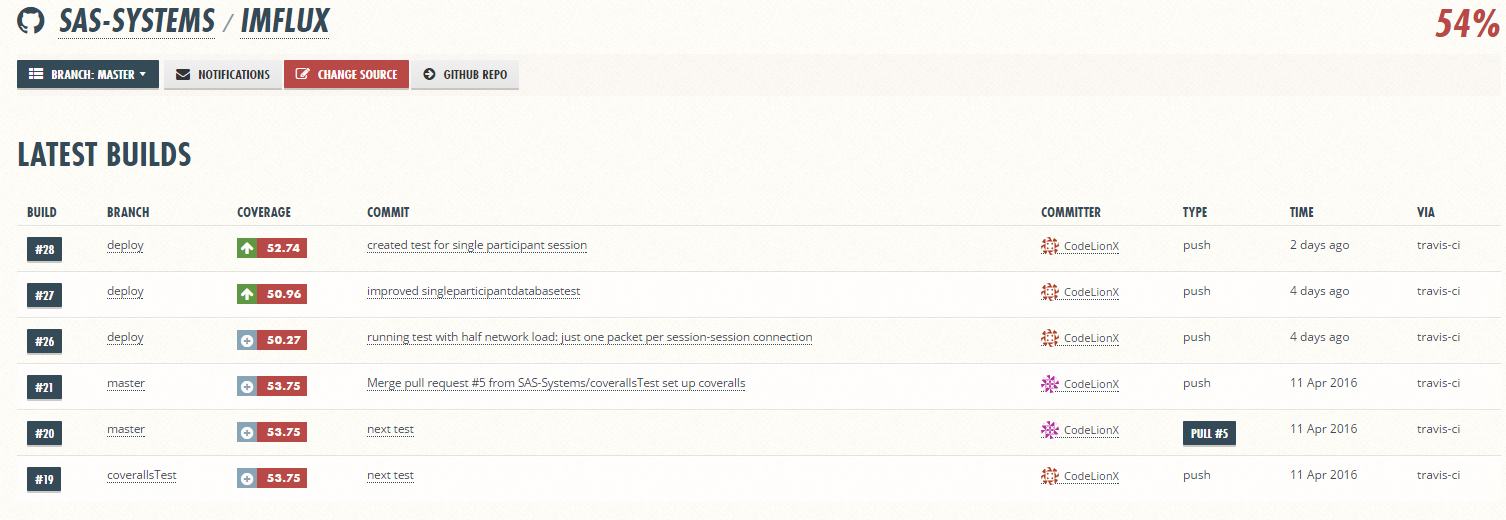 SAS-SYSTEMS / IMFLUX 54%
BRANCH: MASTER NOTIFICATIONS CHANGE SOURCE GITHUB REPO
LATEST BUILDS
BUILD BRANCH COVERAGE COMMIT COMMITTER TYPE TIME VIA
#28 deploy 52.74 created test for single participant session CodeLionX push 2 days ago travis-ci
#27 deploy 50.96 improved singleparticipantdatabasetest CodeLionX push 4 days ago travis-ci
#26 deploy 50.27 running test with half network load: just one packet per session-session connection CodeLionX push 4 days ago travis-ci
#21 master 53.75 Merge pull request #5 from SAS-Systems/coverallsTest set up coveralls CodeLionX push 11 Apr 2016 travis-ci
#20 master 53.75 next test CodeLionX PULL #5 11 Apr 2016 travis-ci
#19 coverallsTest 53.75 next test CodeLionX push 11 Apr 2016 travis-ci